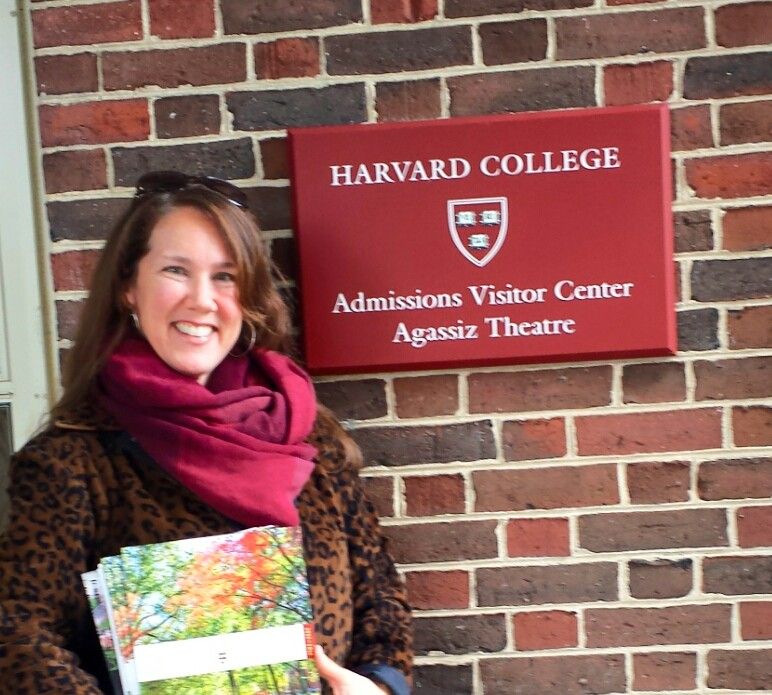 HARVARD COLLEGE
Admissions Visitor Center
Agassiz Theatre